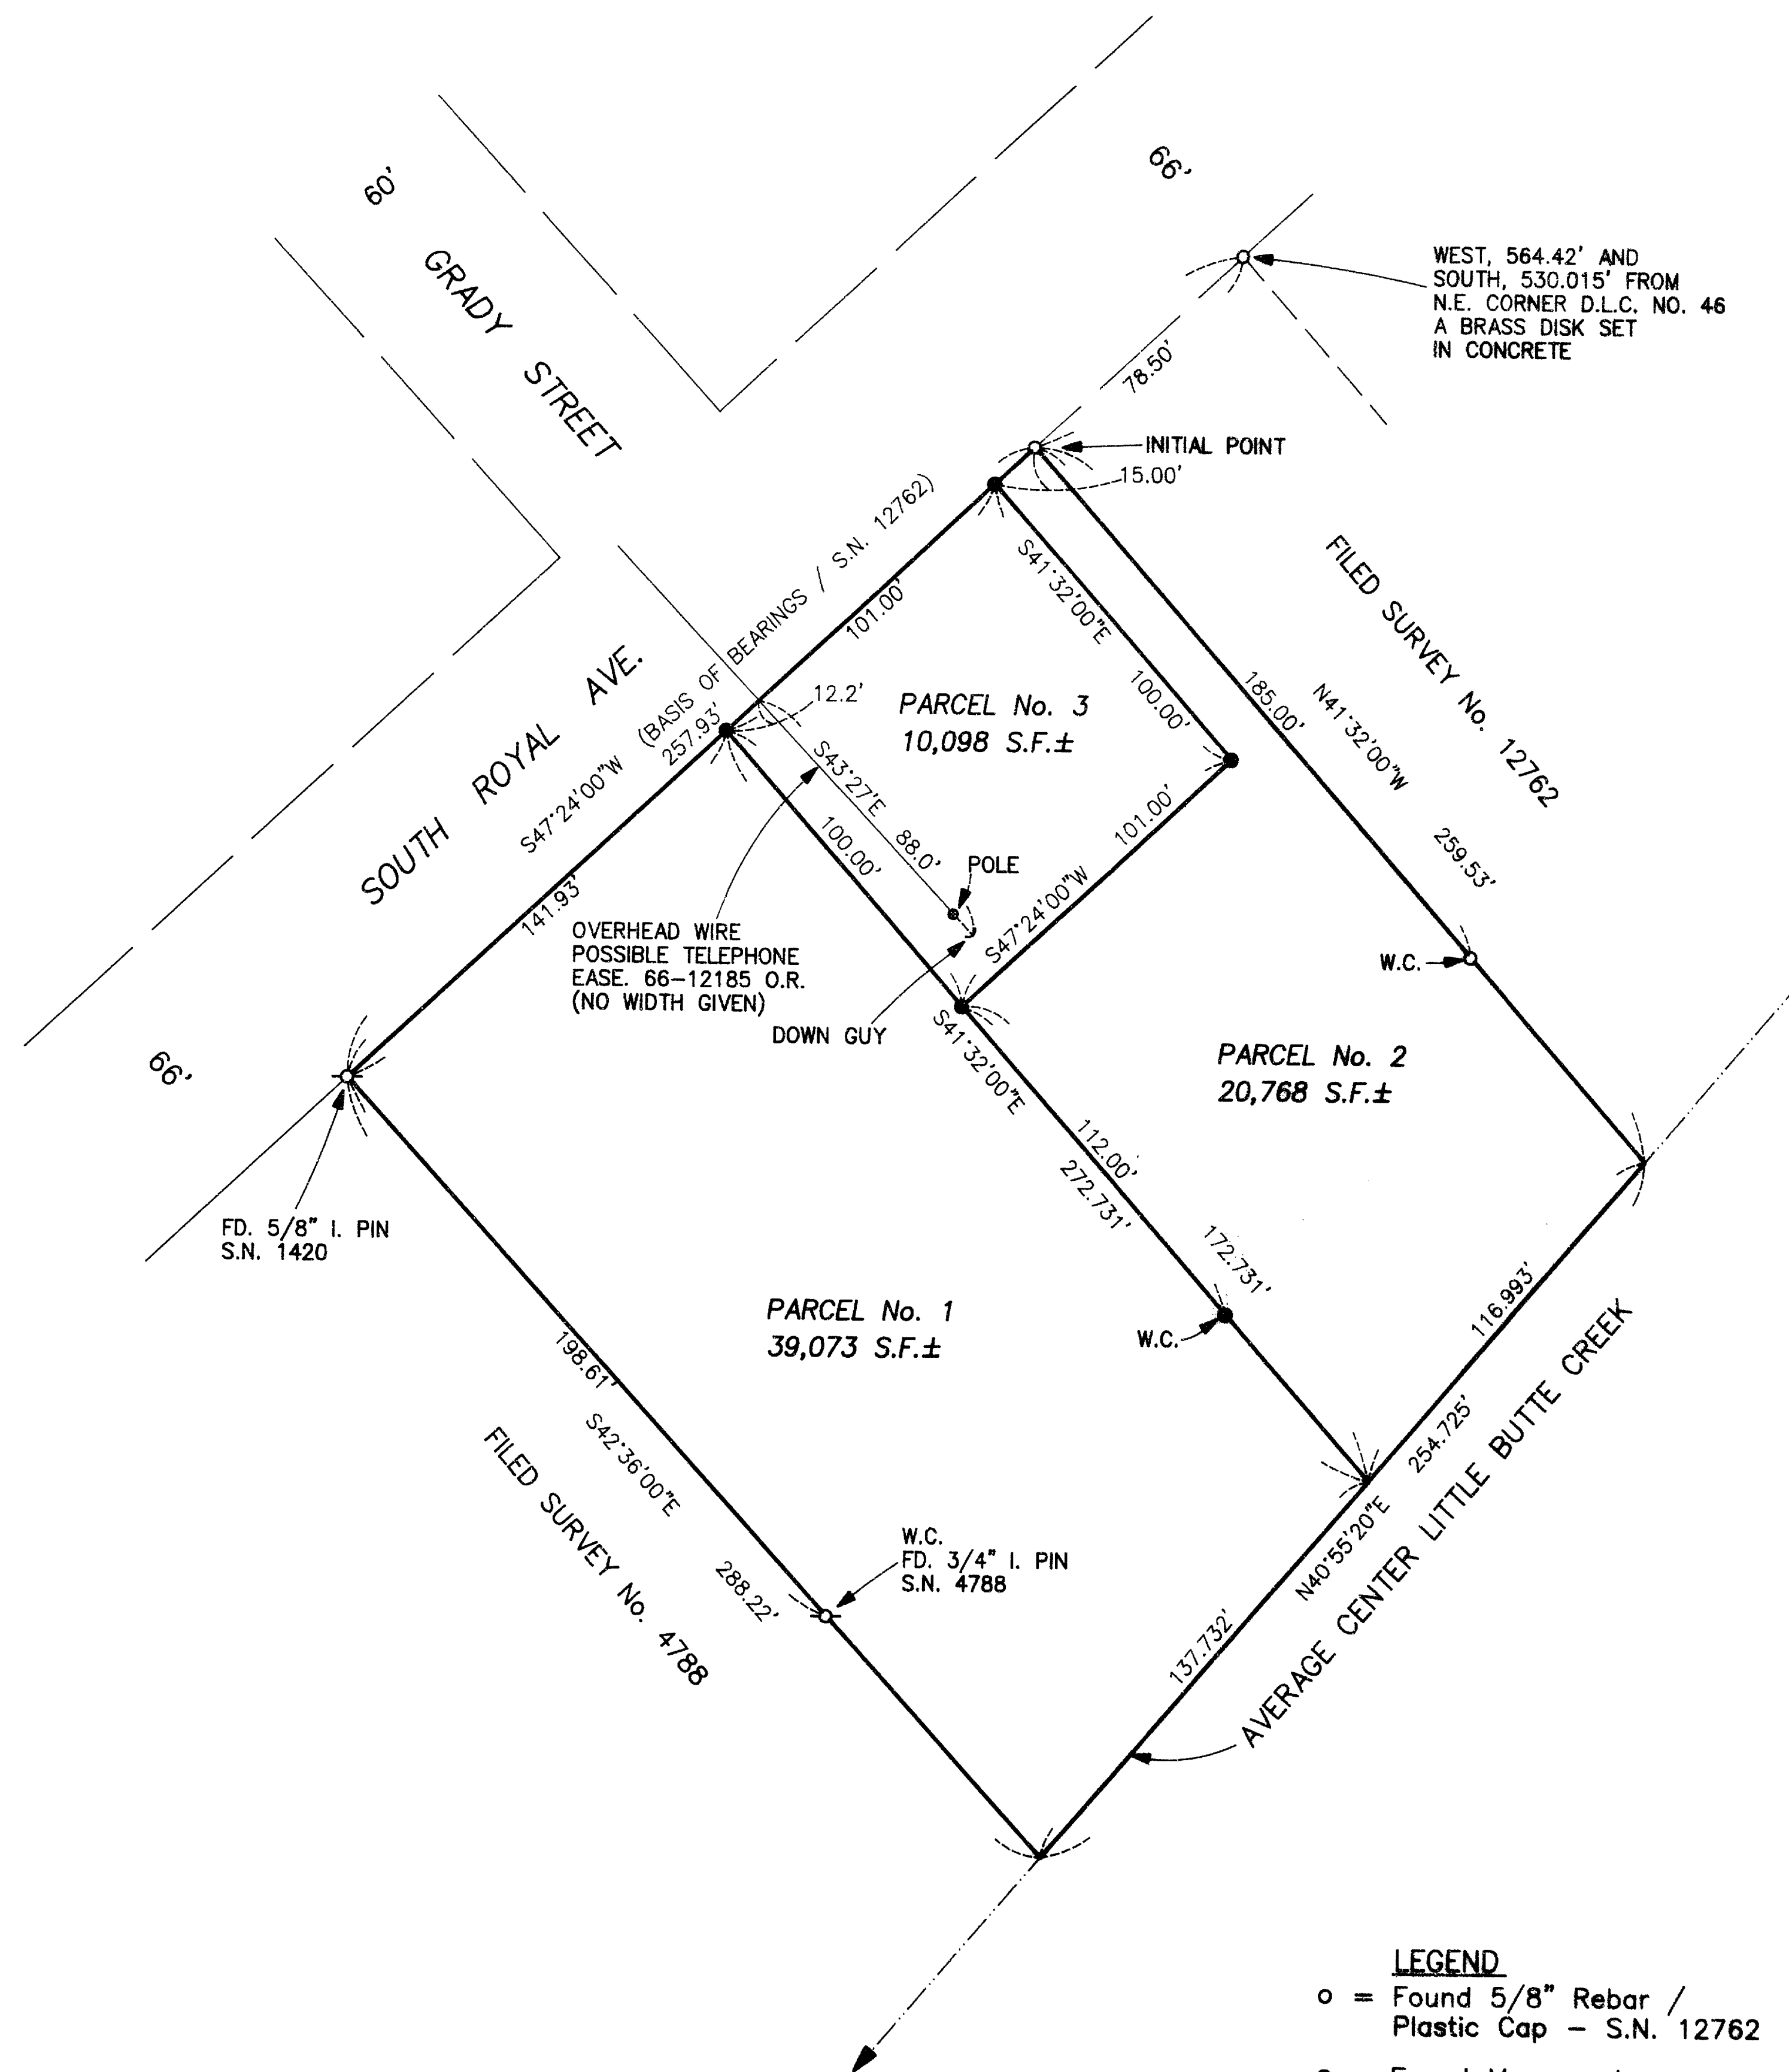 66'
60'
GRADY STREET
WEST, 564.42' AND
SOUTH, 530.015' FROM
N.E. CORNER D.L.C. NO. 46
A BRASS DISK SET
IN CONCRETE
78.50'
INITIAL POINT
15.00'
(BASIS OF BEARINGS / S.N. 12762)
101.00'
S41°32'00"E
100.00'
FILED SURVEY No. 12762
185.00'
N41°32'00"W
259.53'
SOUTH ROYAL AVE.
S47°24'00"W
257.93'
12.2'
PARCEL No. 3
10,098 S.F.±
S43°27'E 88.0'
100.00'
101.00'
S47°24'00"W
POLE
141.93'
OVERHEAD WIRE
POSSIBLE TELEPHONE
EASE. 66-12185 O.R.
(NO WIDTH GIVEN)
DOWN GUY
W.C.
66'
S41°32'00"E
PARCEL No. 2
20,768 S.F.±
112.00'
272.731'
172.731'
FD. 5/8" I. PIN
S.N. 1420
PARCEL No. 1
39,073 S.F.±
W.C.
116.993'
198.61'
S42°36'00"E
254.725'
AVERAGE CENTER LITTLE BUTTE CREEK
FILED SURVEY No. 4788
288.22'
W.C.
FD. 3/4" I. PIN
S.N. 4788
N40°55'20"E
137.732'
LEGEND
o = Found 5/8" Rebar /
Plastic Cap - S.N. 12762